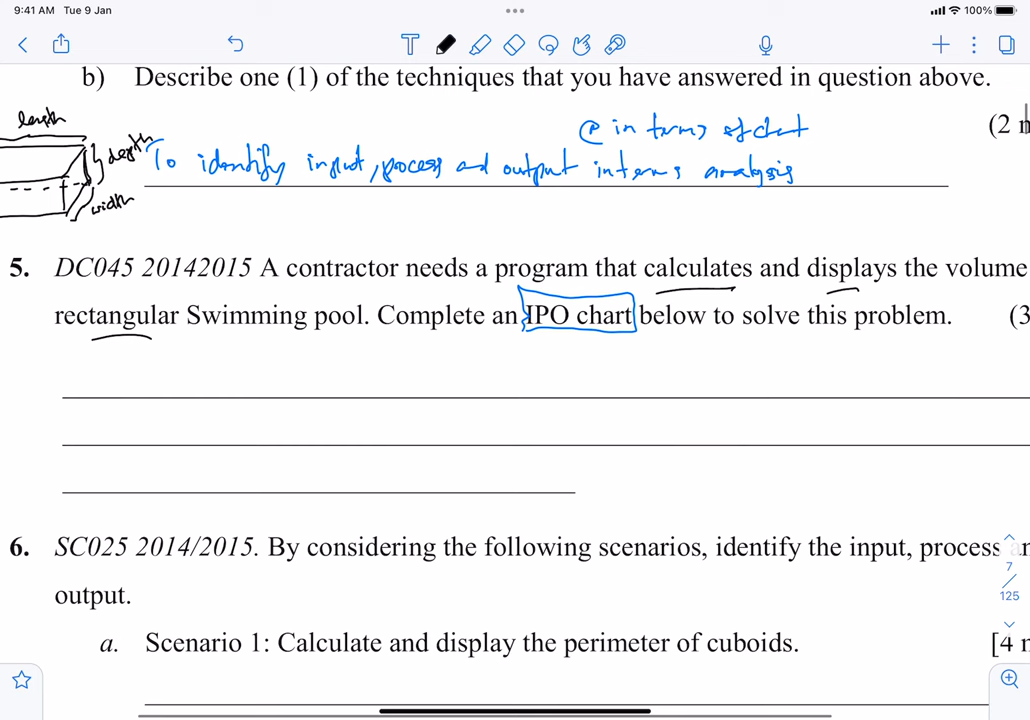 9:41 AM Tue 9 Jan
100%
T
b) Describe one (1) of the techniques that you have answered in question above.
length
in terms of chart
(2
depth
To identify input, process and output in terms analysis
width
5. DC045 20142015 A contractor needs a program that calculates and displays the volume
rectangular Swimming pool. Complete an IPO chart below to solve this problem. (3
6. SC025 2014/2015. By considering the following scenarios, identify the input, process
7
/
125
output.
a. Scenario 1: Calculate and display the perimeter of cuboids. [4